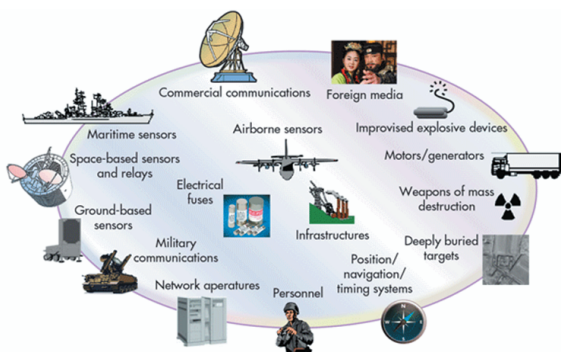 Commercial communications
Foreign media
Maritime sensors
Airborne sensors
Improvised explosive devices
Space-based sensors
and relays
Motors/generators
Electrical
fuses
Weapons of mass
destruction
Ground-based
sensors
Infrastructures
Deeply buried
targets
Military
communications
Position/
navigation/
timing systems
Network aperatures
Personnel